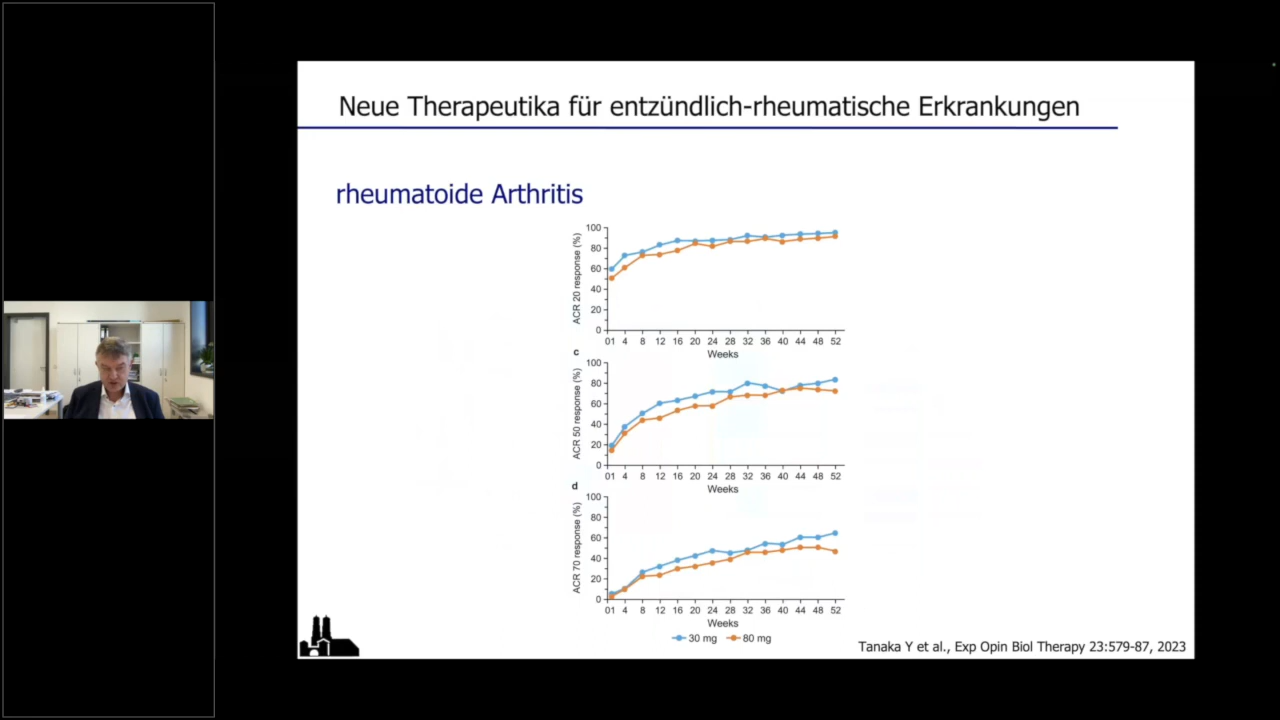 Neue Therapeutika für entzündlich-rheumatische Erkrankungen
rheumatoide Arthritis
ACR 20 response (%)
100
80
60
40
20
0
01 4 8 12 16 20 24 28 32 36 40 44 48 52
Weeks
c
ACR 50 response (%)
100
80
60
40
20
0
01 4 8 12 16 20 24 28 32 36 40 44 48 52
Weeks
d
ACR 70 response (%)
100
80
60
40
20
0
01 4 8 12 16 20 24 28 32 36 40 44 48 52
Weeks
30 mg 80 mg
Tanaka Y et al., Exp Opin Biol Therapy 23:579-87, 2023